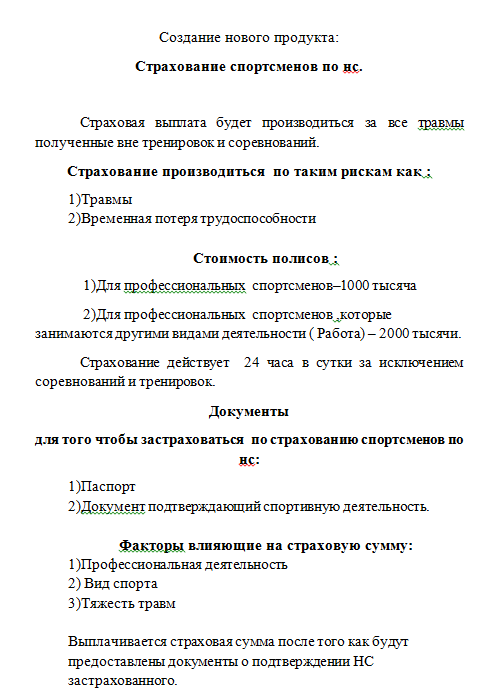 Создание нового продукта:
Страхование спортсменов по нс.
Страховая выплата будет производиться за все травмы
полученные вне тренировок и соревнований.
Страхование производиться по таким рискам как :
1)Травмы
2)Временная потеря трудоспособности
Стоимость полисов :
1)Для профессиональных спортсменов–1000 тысяча
2)Для профессиональных спортсменов ,которые
занимаются другими видами деятельности ( Работа) – 2000 тысячи.
Страхование действует 24 часа в сутки за исключением
соревнований и тренировок.
Документы
для того чтобы застраховаться по страхованию спортсменов по
нс:
1)Паспорт
2)Документ подтверждающий спортивную деятельность.
Факторы влияющие на страховую сумму:
1)Профессиональная деятельность
2) Вид спорта
3)Тяжесть травм
Выплачивается страховая сумма после того как будут
предоставлены документы о подтверждении НС
застрахованного.